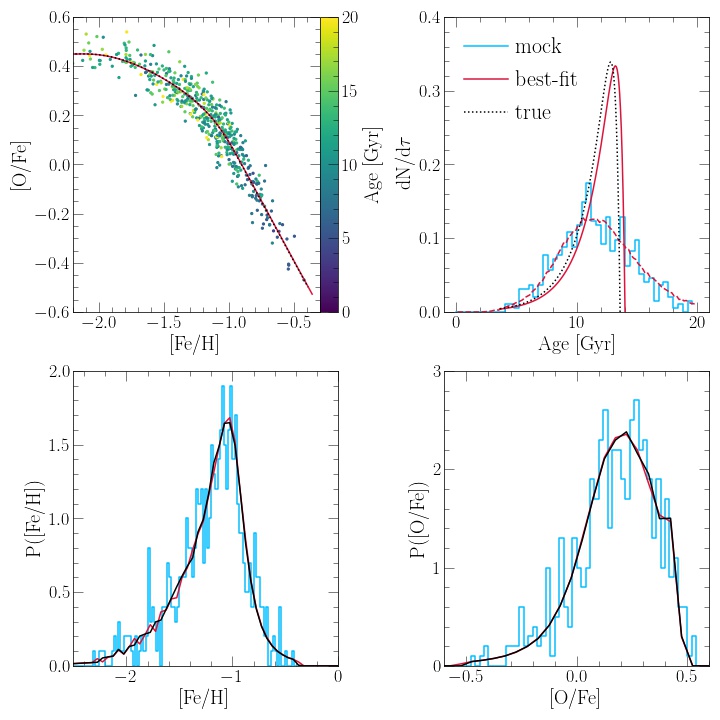 0.6
0.4
0.2
0.0
−0.2
−0.4
−0.6
−2.0 −1.5 −1.0 −0.5
[Fe/H]
[O/Fe]
20
15
10
5
0
Age [Gyr]
0.4
0.3
0.2
0.1
0.0
0 10 20
Age [Gyr]
dN/dτ
mock
best-fit
true
2.0
1.5
1.0
0.5
0.0
−2 −1 0
[Fe/H]
P([Fe/H])
3
2
1
0
−0.5 0.0 0.5
[O/Fe]
P([O/Fe])